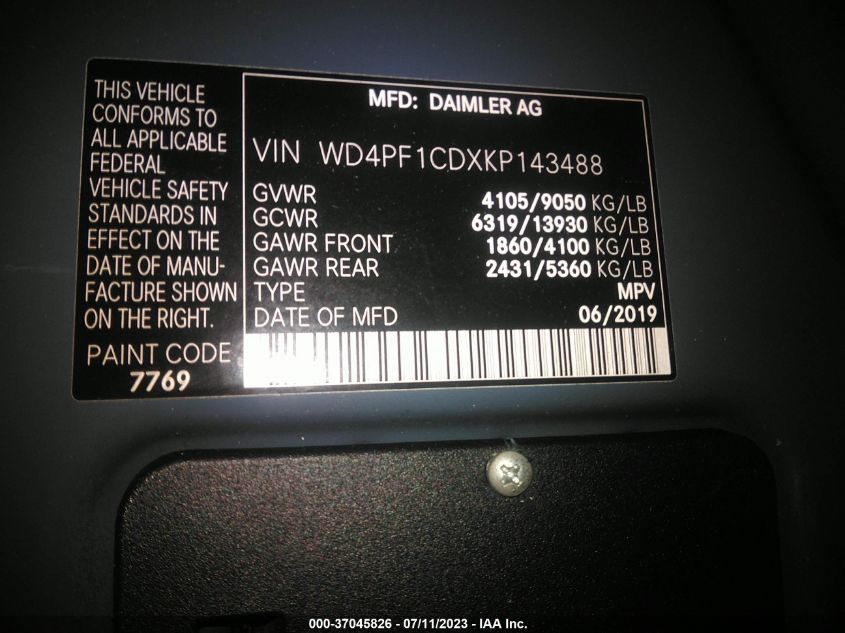 THIS VEHICLE
CONFORMS TO
ALL APPLICABLE
FEDERAL
VEHICLE SAFETY
STANDARDS IN
EFFECT ON THE
DATE OF MANU-
FACTURE SHOWN
ON THE RIGHT.
PAINT CODE
7769
MFD: DAIMLER AG
VIN WD4PF1CDXKP143488
GVWR 4105/9050 KG/LB
GCWR 6319/13930 KG/LB
GAWR FRONT 1860/4100 KG/LB
GAWR REAR 2431/5360 KG/LB
TYPE MPV
DATE OF MFD 06/2019
000-37045826 - 07/11/2023 - IAA Inc.